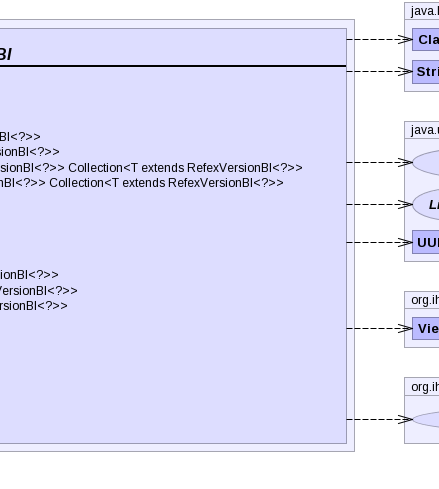 BI
BI<?>>
sionBI<?>>
sionBI<?>> Collection<T extends RefexVersionBI<?>>
nBI<?>> Collection<T extends RefexVersionBI<?>>
ionBI<?>>
VersionBI<?>>
rsionBI<?>>
java.l
Cla
Stri
java.u
Li
UUI
org.ih
Vie
org.ih